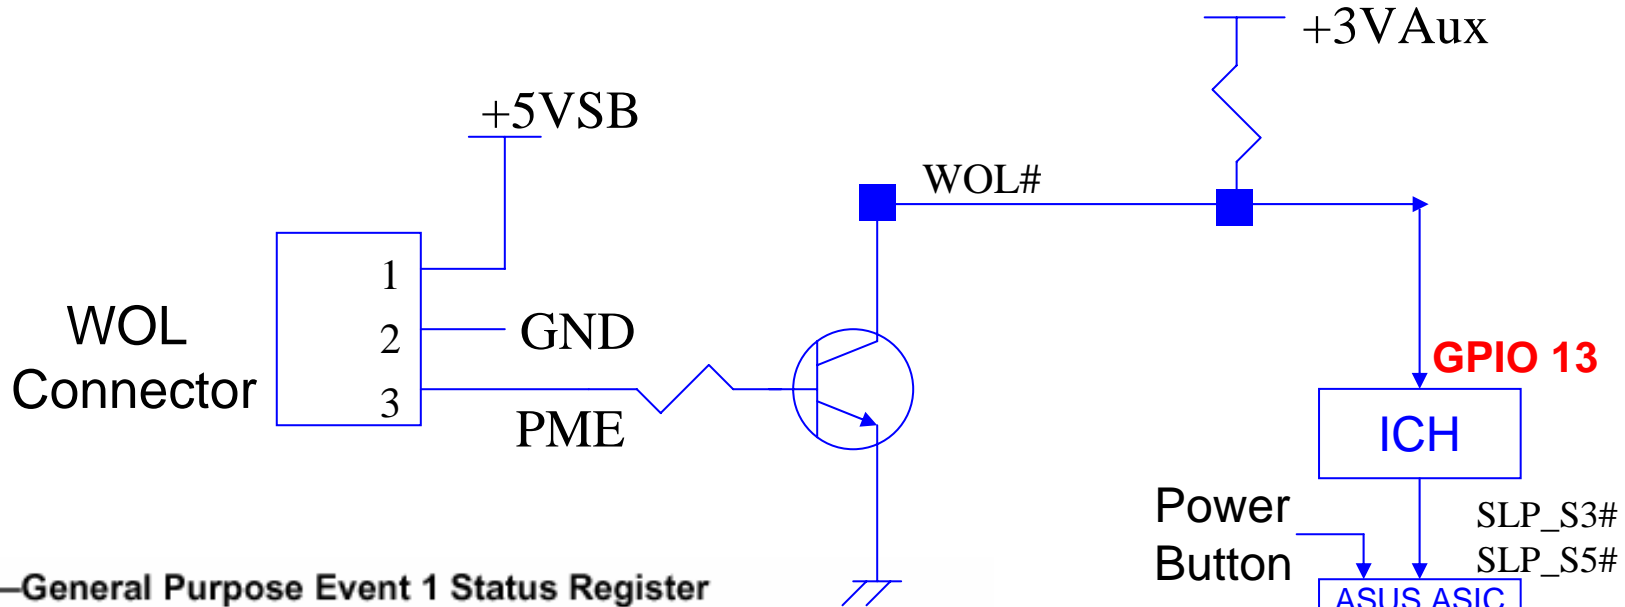 +3VAux
+5VSB
WOL#
WOL
Connector
1
2
3
GND
PME
GPIO 13
ICH
Power
Button
SLP_S3#
SLP_S5#
–General Purpose Event 1 Status Register
ASUS ASIC